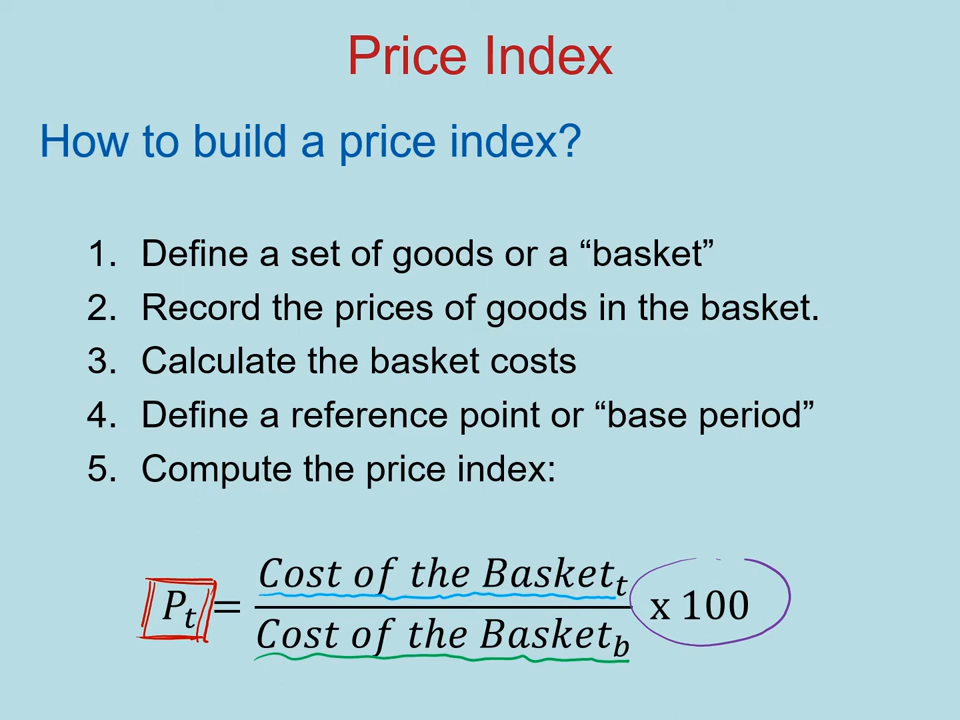 Price Index
How to build a price index?
1. Define a set of goods or a “basket”
2. Record the prices of goods in the basket.
3. Calculate the basket costs
4. Define a reference point or “base period”
5. Compute the price index:
Pₜ = Cost of the Basketₜ / Cost of the Basket_b x 100